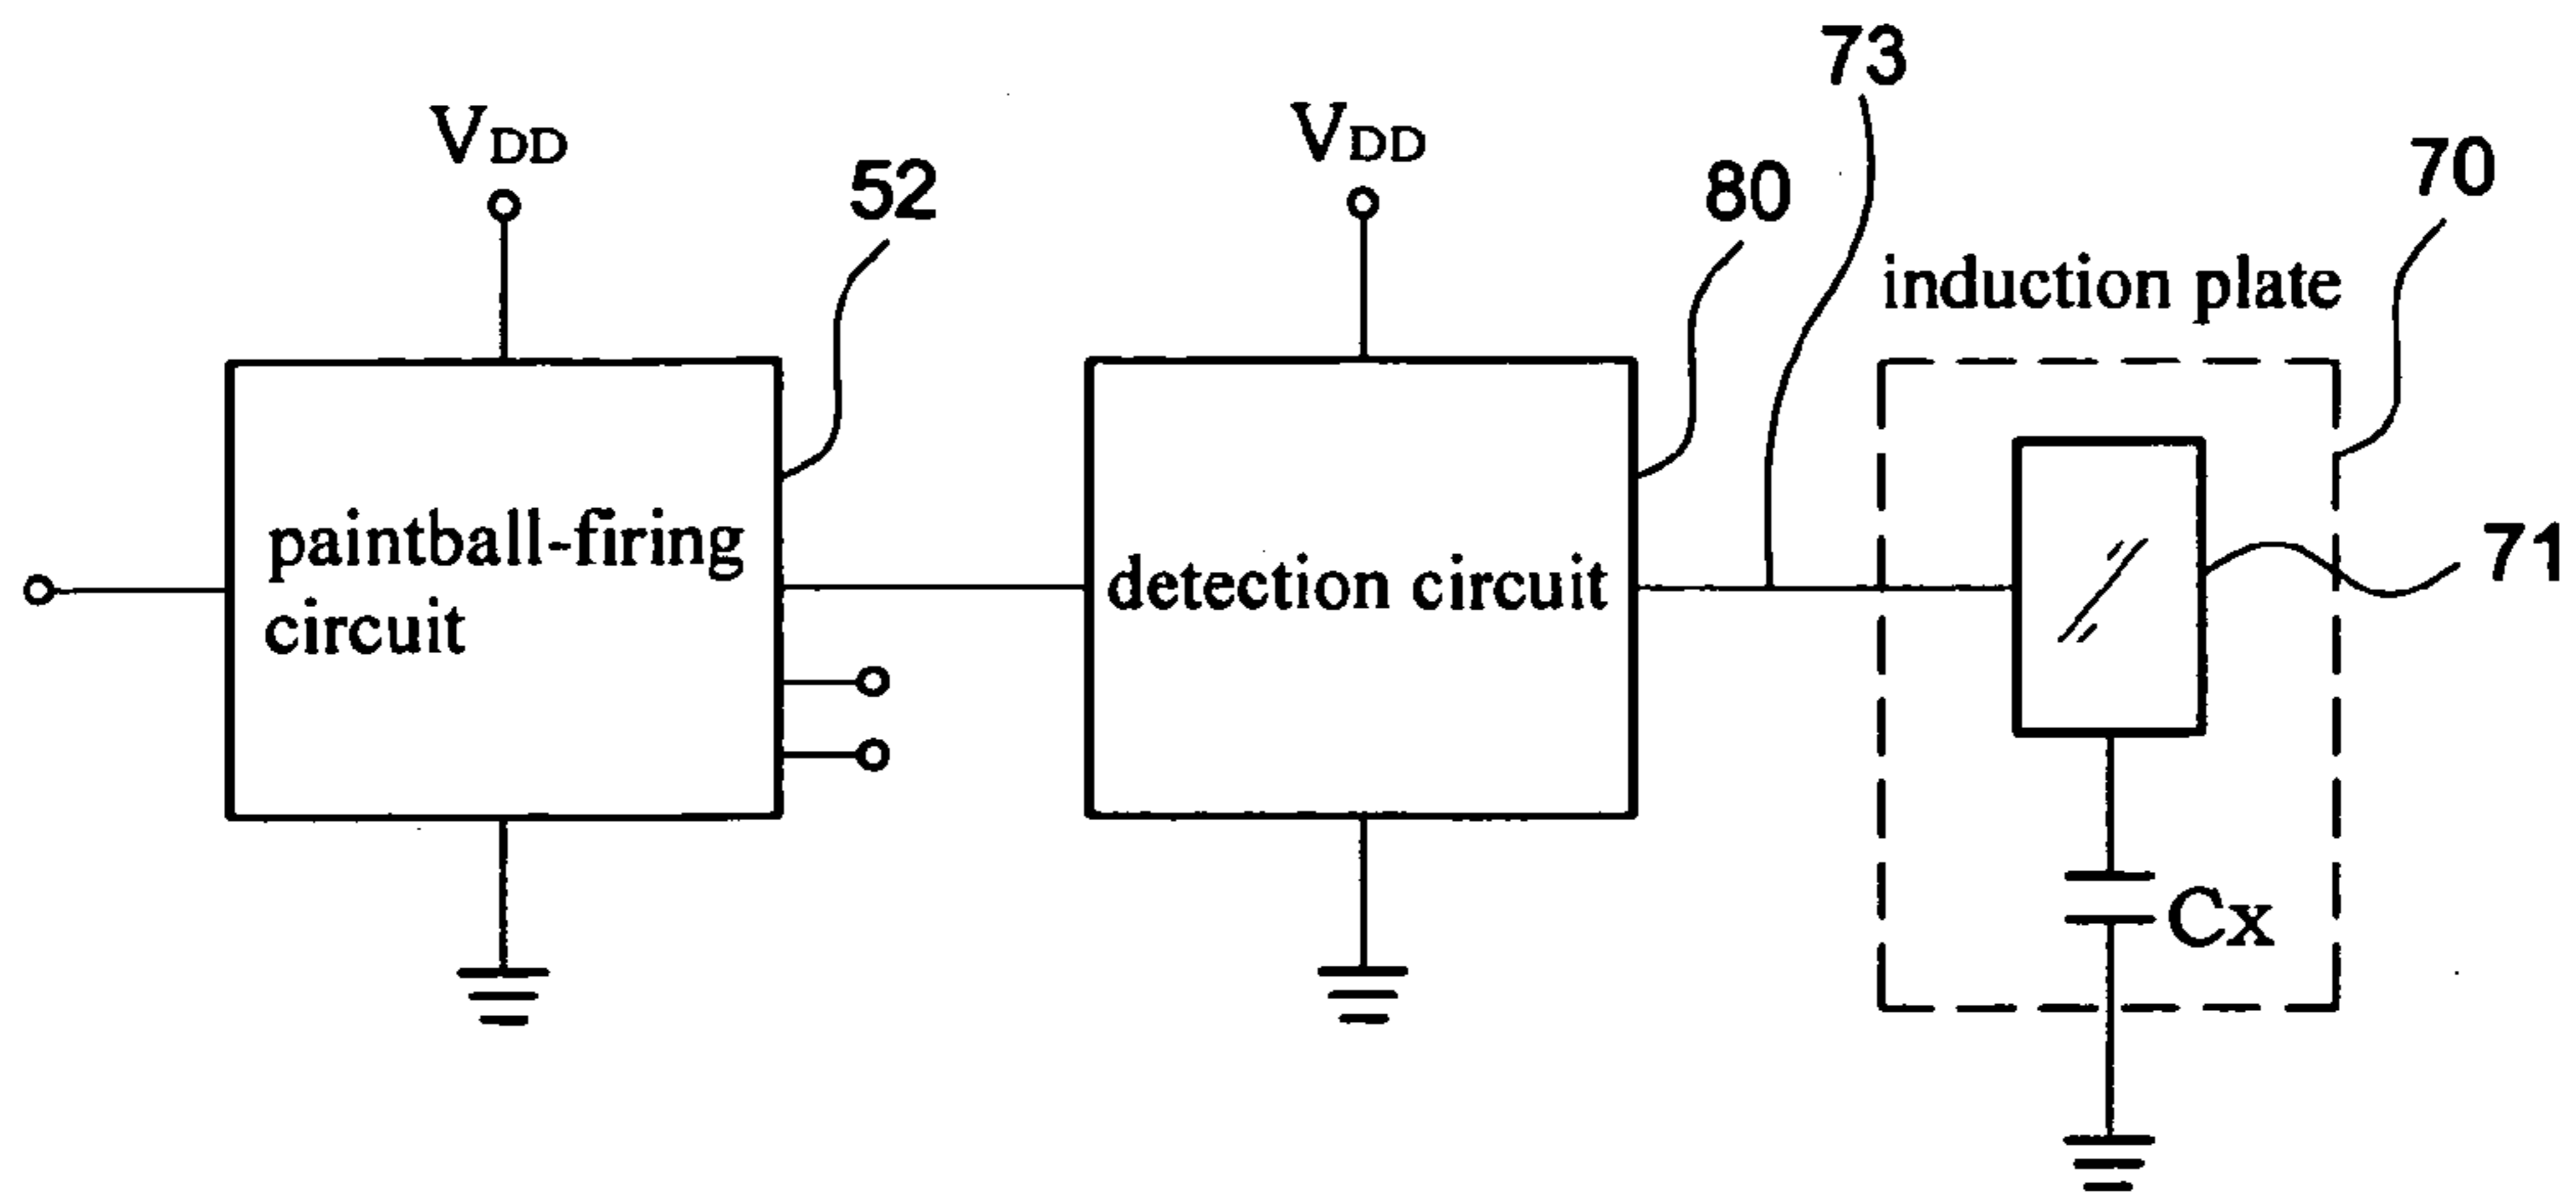 73
VDD
VDD
52
80
70
induction plate
paintball-firing
circuit
detection circuit
71
Cx